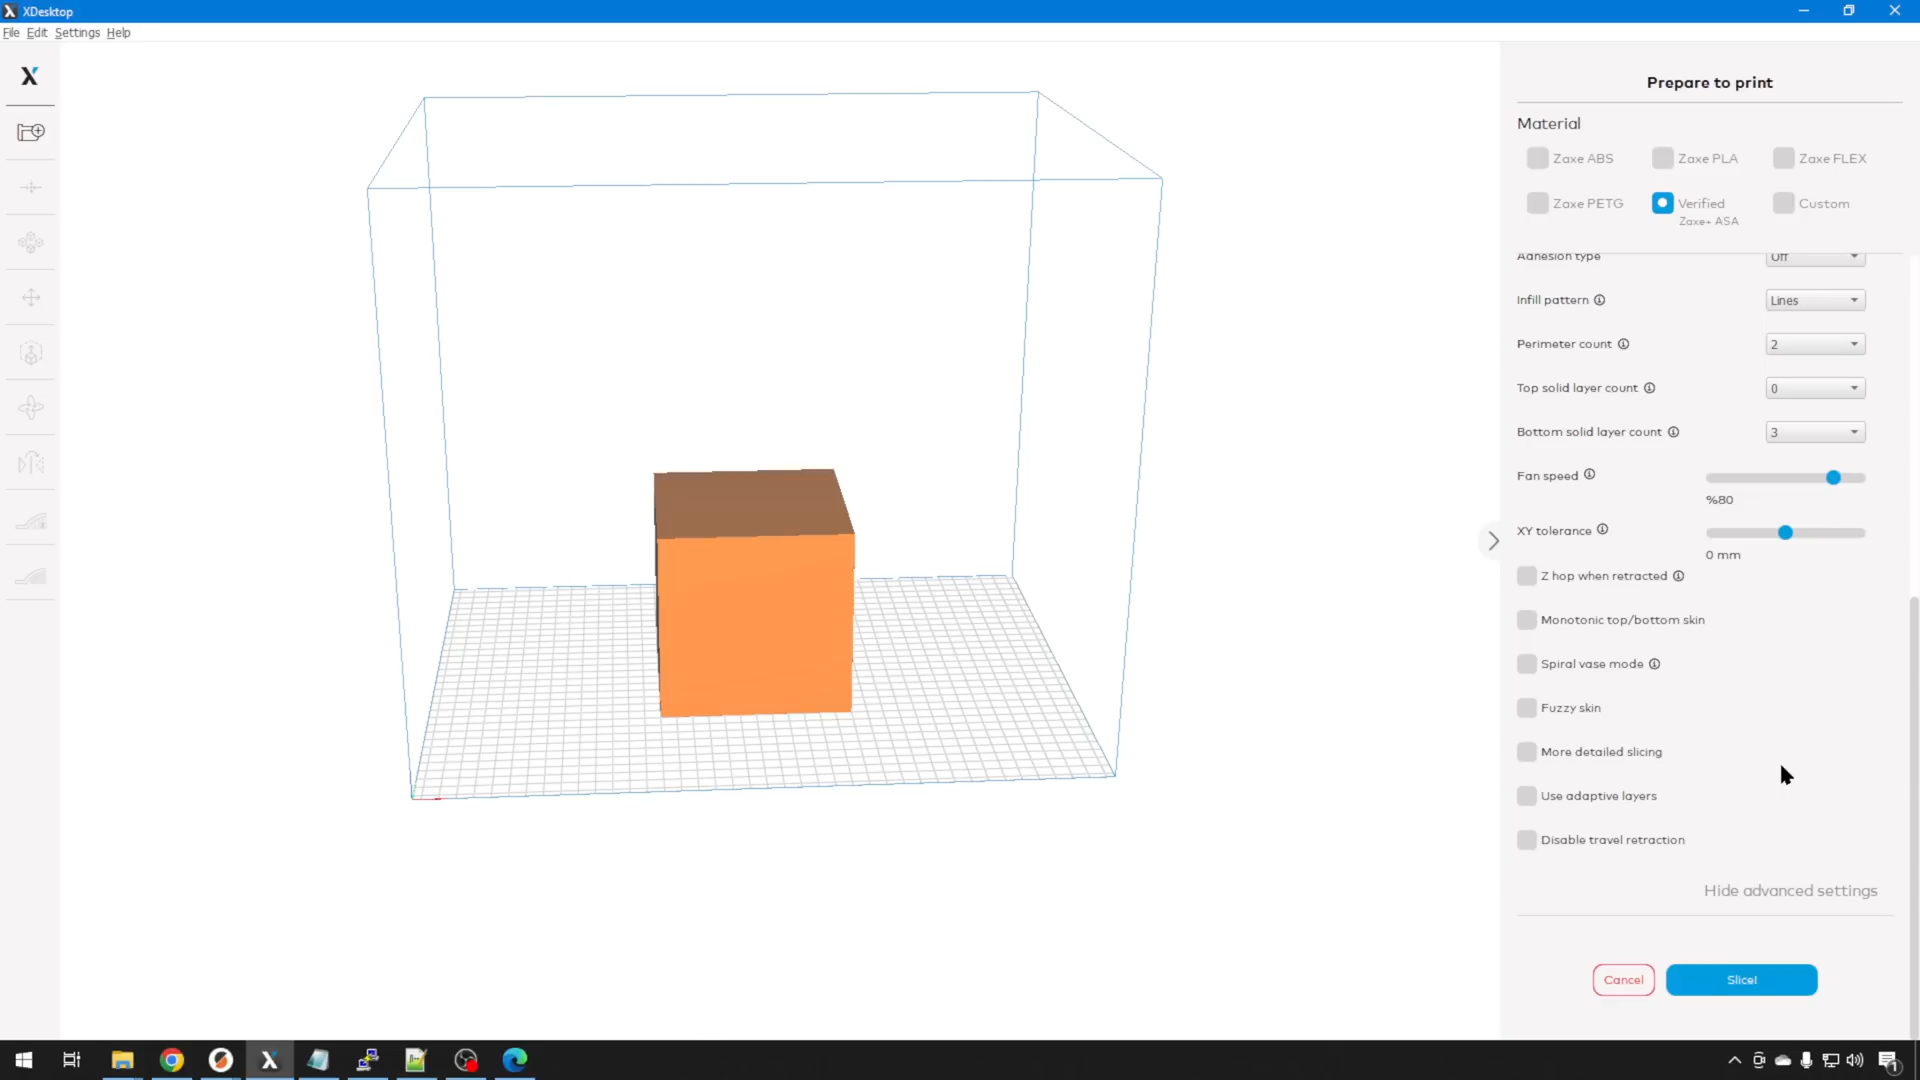 XDesktop
File Edit Settings Help
Prepare to print
Material
Zaxe ABS Zaxe PLA Zaxe FLEX
Zaxe PETG Verified Custom
Zaxe+ ASA
Adhesion type Off
Infill pattern Lines
Perimeter count 2
Top solid layer count 0
Bottom solid layer count 3
Fan speed
%80
XY tolerance
0 mm
Z hop when retracted
Monotonic top/bottom skin
Spiral vase mode
Fuzzy skin
More detailed slicing
Use adaptive layers
Disable travel retraction
Hide advanced settings
Cancel Slice!
1